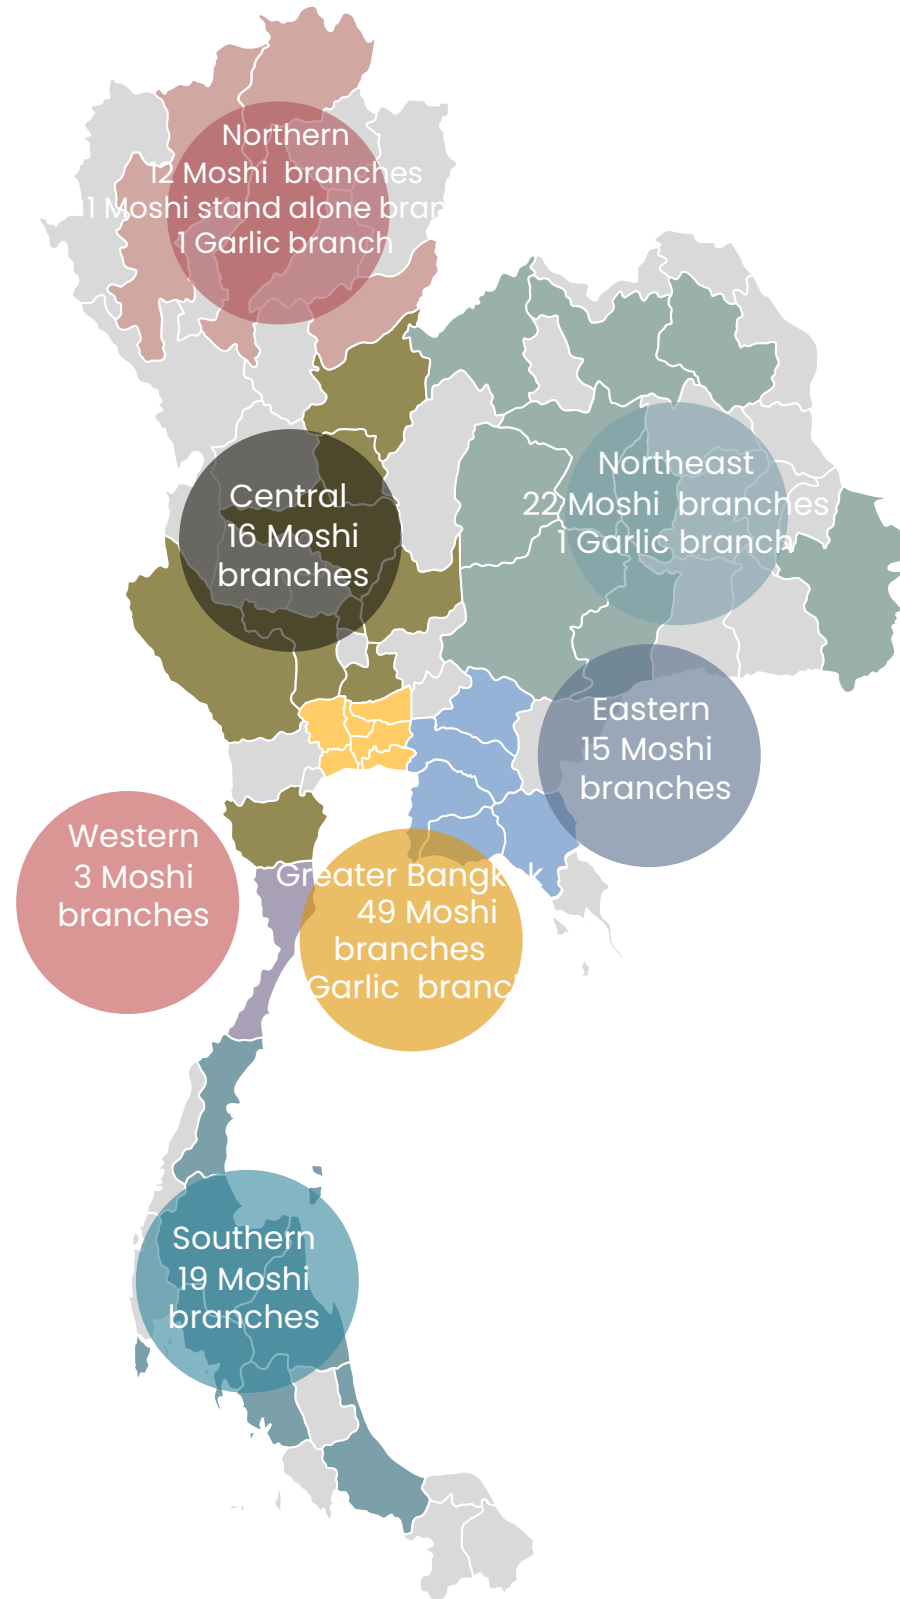 Northern
12 Moshi branches
1 Moshi stand alone
1 Garlic branch
Central
16 Moshi
branches
Northeast
22 Moshi branches
1 Garlic branch
Eastern
15 Moshi
branches
Western
3 Moshi
branches
Greater Bangkok
49 Moshi
branches
Garlic branch
Southern
19 Moshi
branches